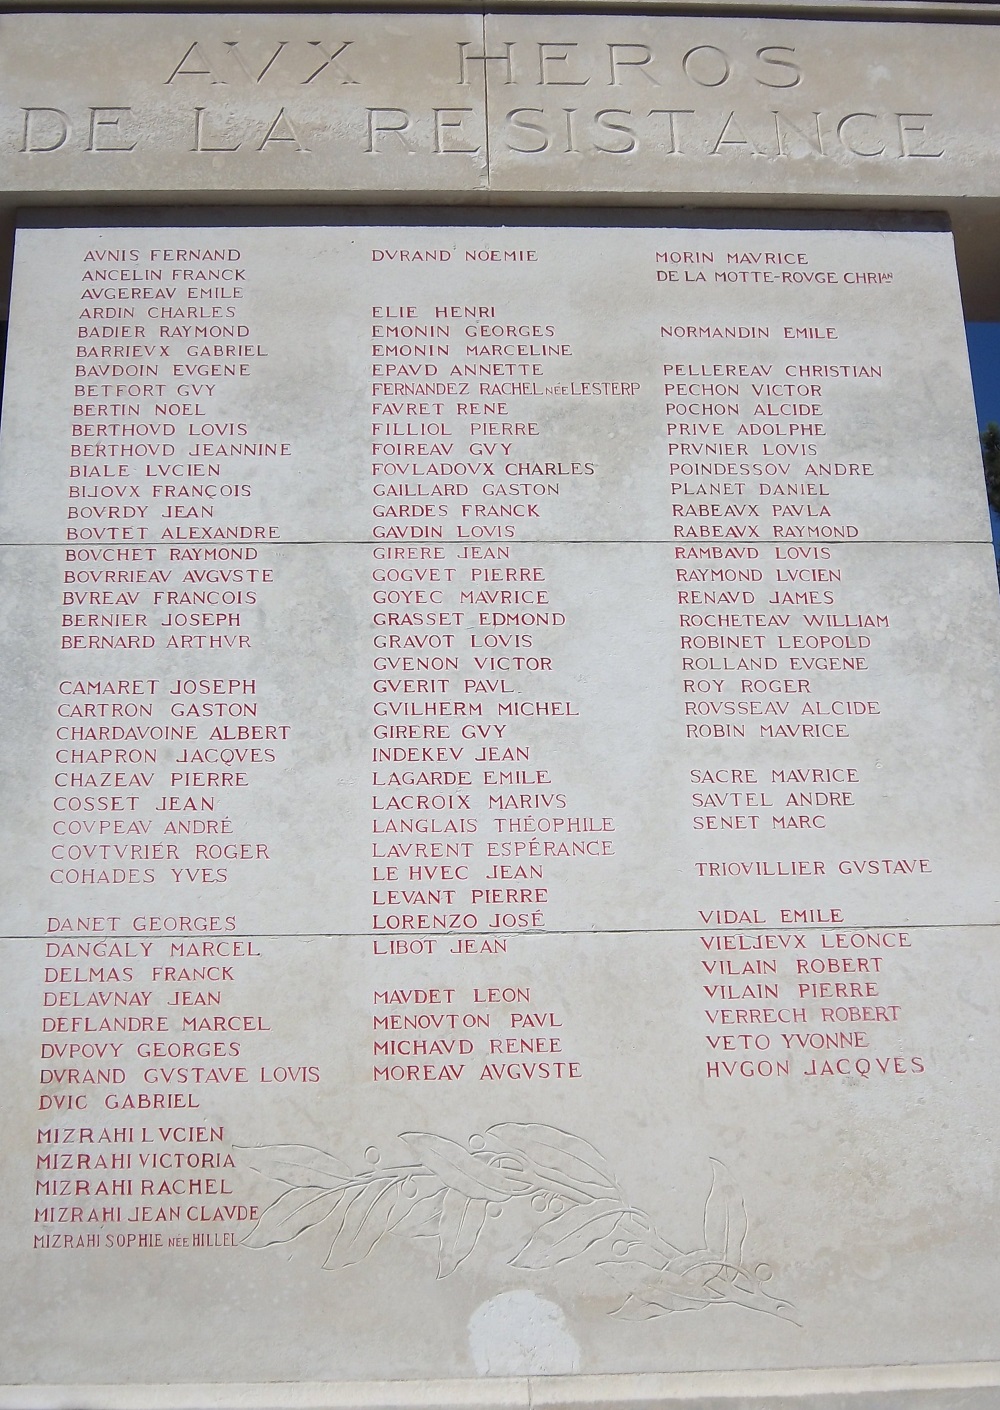 AVX HEROS
DE LA RESISTANCE
AVNIS FERNAND
ANCELIN FRANCK
AVGEREAV EMILE
ARDIN CHARLES
BADIER RAYMOND
BARRIEVX GABRIEL
BAVDOIN EVGENE
BETFORT GVY
BERTIN NOEL
BERTHOVD LOVIS
BERTHOVD JEANNINE
BIALE LVCIEN
BIJOVX FRANÇOIS
BOVRDY JEAN
BOVTET ALEXANDRE
BOVCHET RAYMOND
BOVRRIEAV AVGVSTE
BVREAV FRANCOIS
BERNIER JOSEPH
BERNARD ARTHVR
CAMARET JOSEPH
CARTRON GASTON
CHARDAVOINE ALBERT
CHAPRON JACQVES
CHAZEAV PIERRE
COSSET JEAN
COVPEAV ANDRÉ
COVTVRIER ROGER
COHADES YVES
DANET GEORGES
DANGALY MARCEL
DELMAS FRANCK
DELAVNAY JEAN
DEFLANDRE MARCEL
DVPOVY GEORGES
DVRAND GVSTAVE LOVIS
DVIC GABRIEL
MIZRAHI LVCIEN
MIZRAHI VICTORIA
MIZRAHI RACHEL
MIZRAHI JEAN CLAVDE
MIZRAHI SOPHIE NÉE HILLEL
DVRAND NOEMIE
ELIE HENRI
EMONIN GEORGES
EMONIN MARCELINE
EPAVD ANNETTE
FERNANDEZ RACHEL NÉE LESTERP
FAVRET RENE
FILLIOL PIERRE
FOIREAV GVY
FOVLADOVX CHARLES
GAILLARD GASTON
GARDES FRANCK
GAVDIN LOVIS
GIRERE JEAN
GOGVET PIERRE
GOYEC MAVRICE
GRASSET EDMOND
GRAVOT LOVIS
GVENON VICTOR
GVERIT PAVL
GVILHERM MICHEL
GIRERE GVY
INDEKEV JEAN
LAGARDE EMILE
LACROIX MARIVS
LANGLAIS THÉOPHILE
LAVRENT ESPÉRANCE
LE HVEC JEAN
LEVANT PIERRE
LORENZO JOSÉ
LIBOT JEAN
MAVDET LEON
MENOVTON PAVL
MICHAVD RENEE
MOREAV AVGVSTE
MORIN MAVRICE
DE LA MOTTE-ROVGE CHRIAN
NORMANDIN EMILE
PELLEREAV CHRISTIAN
PECHON VICTOR
POCHON ALCIDE
PRIVE ADOLPHE
PRVNIER LOVIS
POINDESSOV ANDRE
PLANET DANIEL
RABEAVX PAVLA
RABEAVX RAYMOND
RAMBAVD LOVIS
RAYMOND LVCIEN
RENAVD JAMES
ROCHETEAV WILLIAM
ROBINET LEOPOLD
ROLLAND EVGENE
ROY ROGER
ROVSSEAV ALCIDE
ROBIN MAVRICE
SACRE MAVRICE
SAVTEL ANDRE
SENET MARC
TRIOVILLIER GVSTAVE
VIDAL EMILE
VIELJEVX LEONCE
VILAIN ROBERT
VILAIN PIERRE
VERRECH ROBERT
VETO YVONNE
HVGON JACQVES